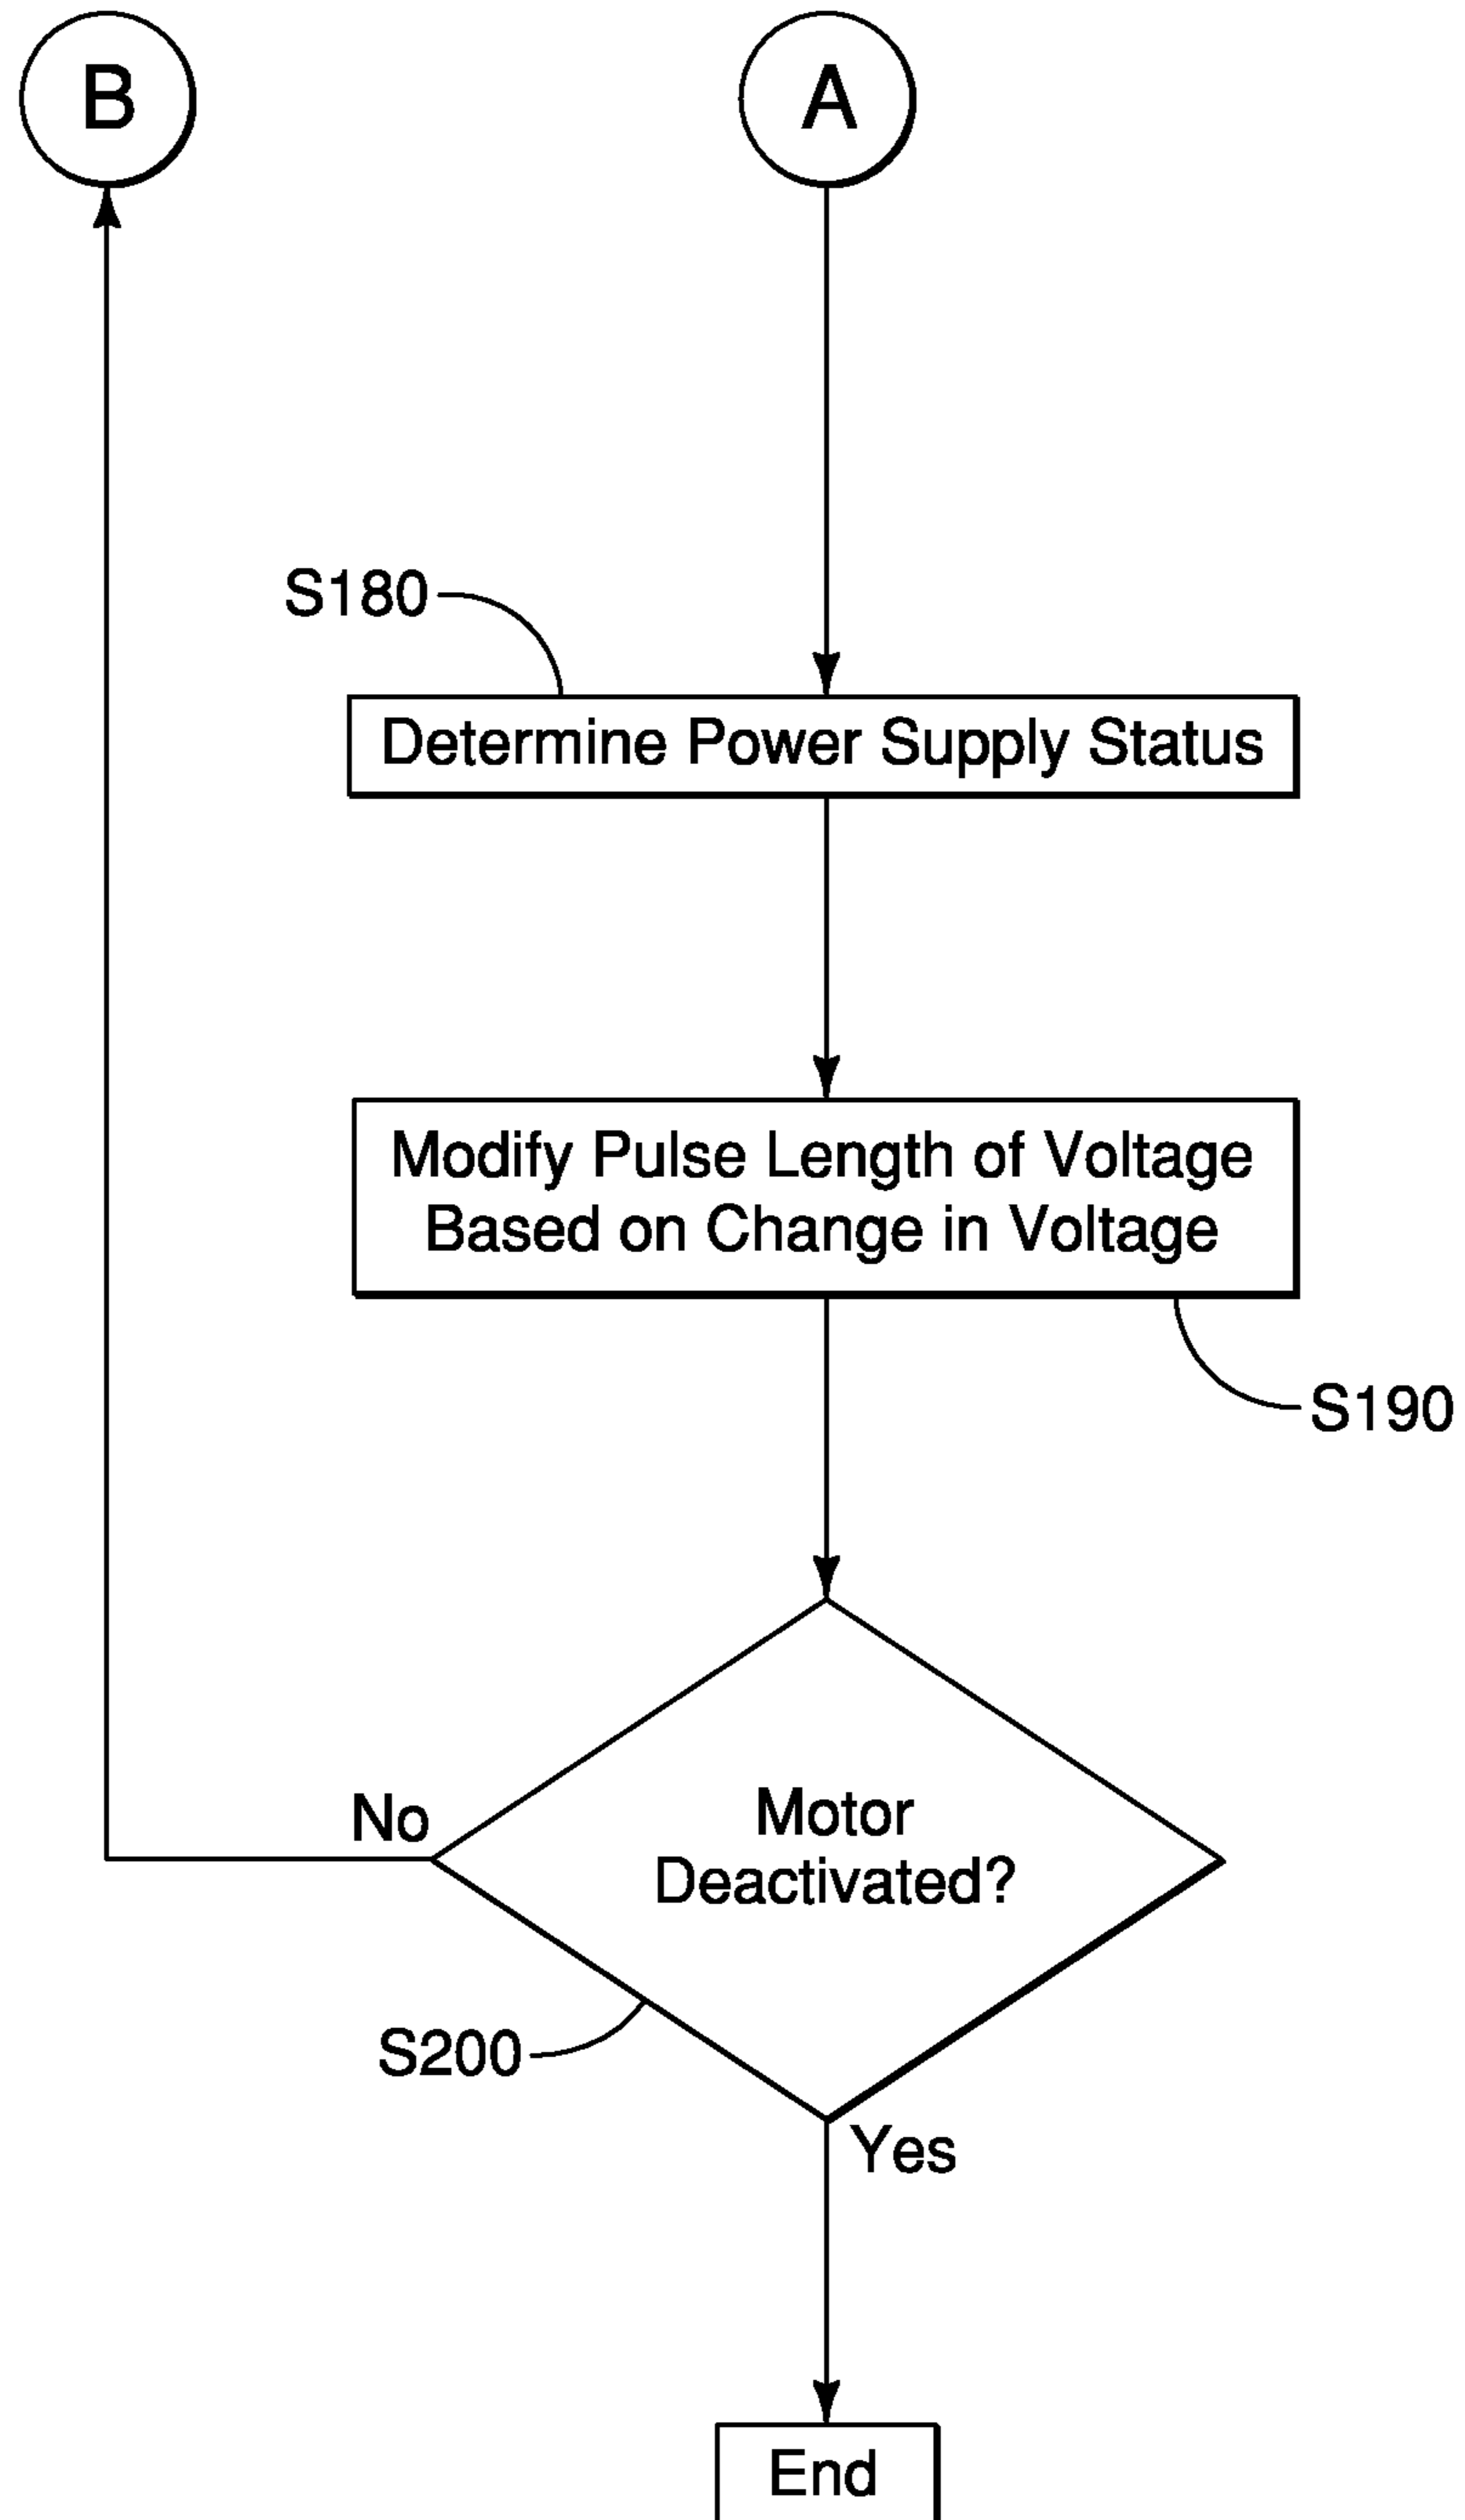 B
A
S180
Determine Power Supply Status
Modify Pulse Length of Voltage
Based on Change in Voltage
S190
No
Motor
Deactivated?
S200
Yes
End